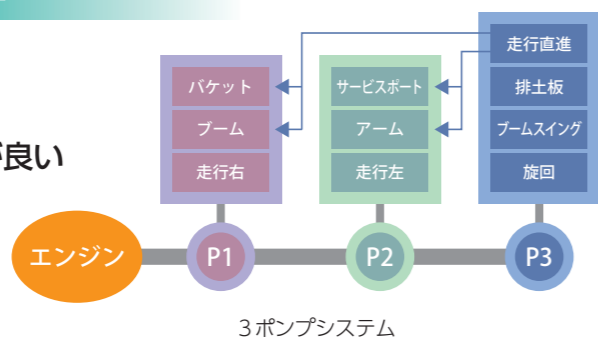 走行直進
バケット
サービスポート
排土板
ブーム
アーム
ブームスイング
が良い
走行右
走行左
旋回
エンジン
P1
P2
P3
3ポンプシステム